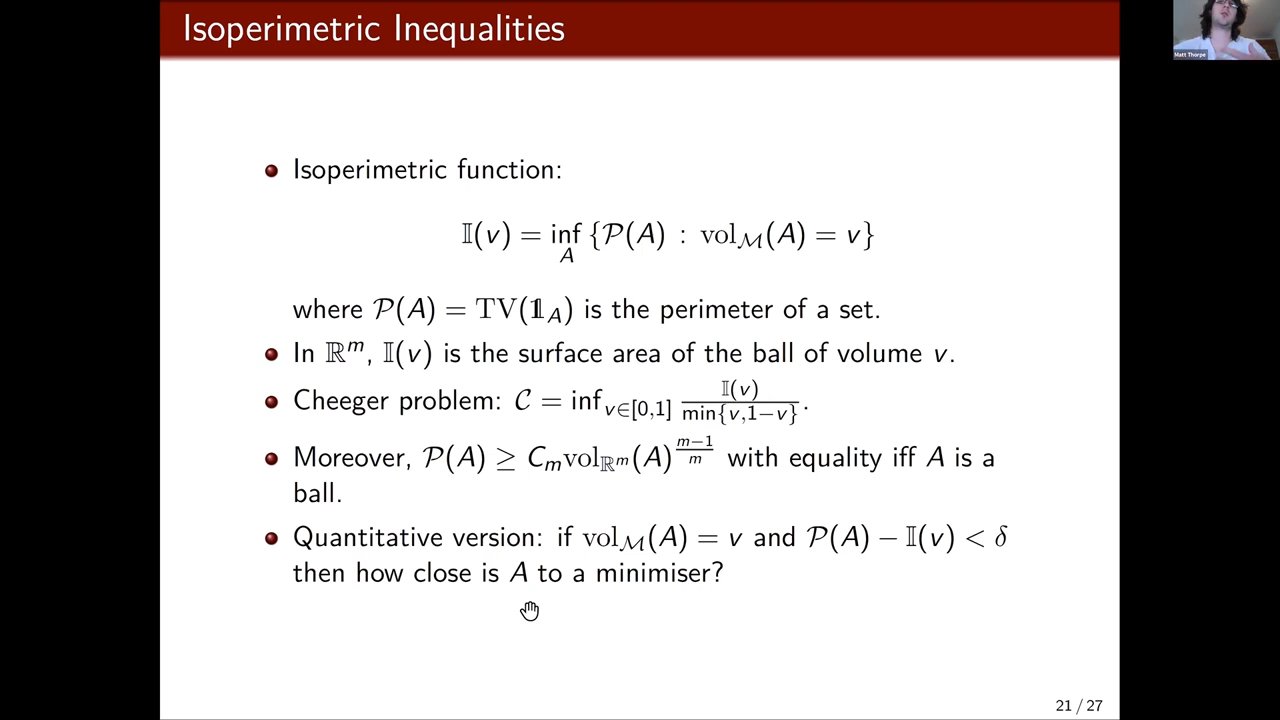 Isoperimetric Inequalities
Matt Thorpe
Isoperimetric function:
𝕀(v) = inf_A {𝒫(A) : vol_ℳ(A) = v}
where 𝒫(A) = TV(𝟙_A) is the perimeter of a set.
In ℝ^m, 𝕀(v) is the surface area of the ball of volume v.
Cheeger problem: 𝒞 = inf_{v∈[0,1]} 𝕀(v)/min{v,1−v}.
Moreover, 𝒫(A) ≥ C_m vol_{ℝ^m}(A)^{(m−1)/m} with equality iff A is a
ball.
Quantitative version: if vol_ℳ(A) = v and 𝒫(A) − 𝕀(v) < δ
then how close is A to a minimiser?
21 / 27